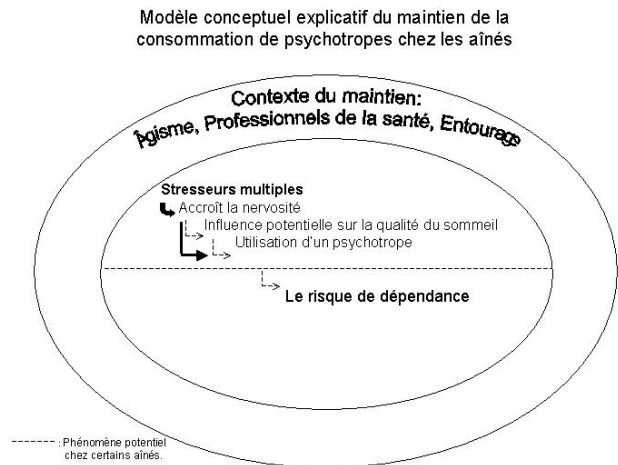 Modèle conceptuel explicatif du maintien de la
consommation de psychotropes chez les aînés
Contexte du maintien:
Âgisme, Professionnels de la santé, Entourage
Stresseurs multiples
Accroît la nervosité
Influence potentielle sur la qualité du sommeil
Utilisation d'un psychotrope
Le risque de dépendance
: Phénomène potentiel
chez certains aînés.